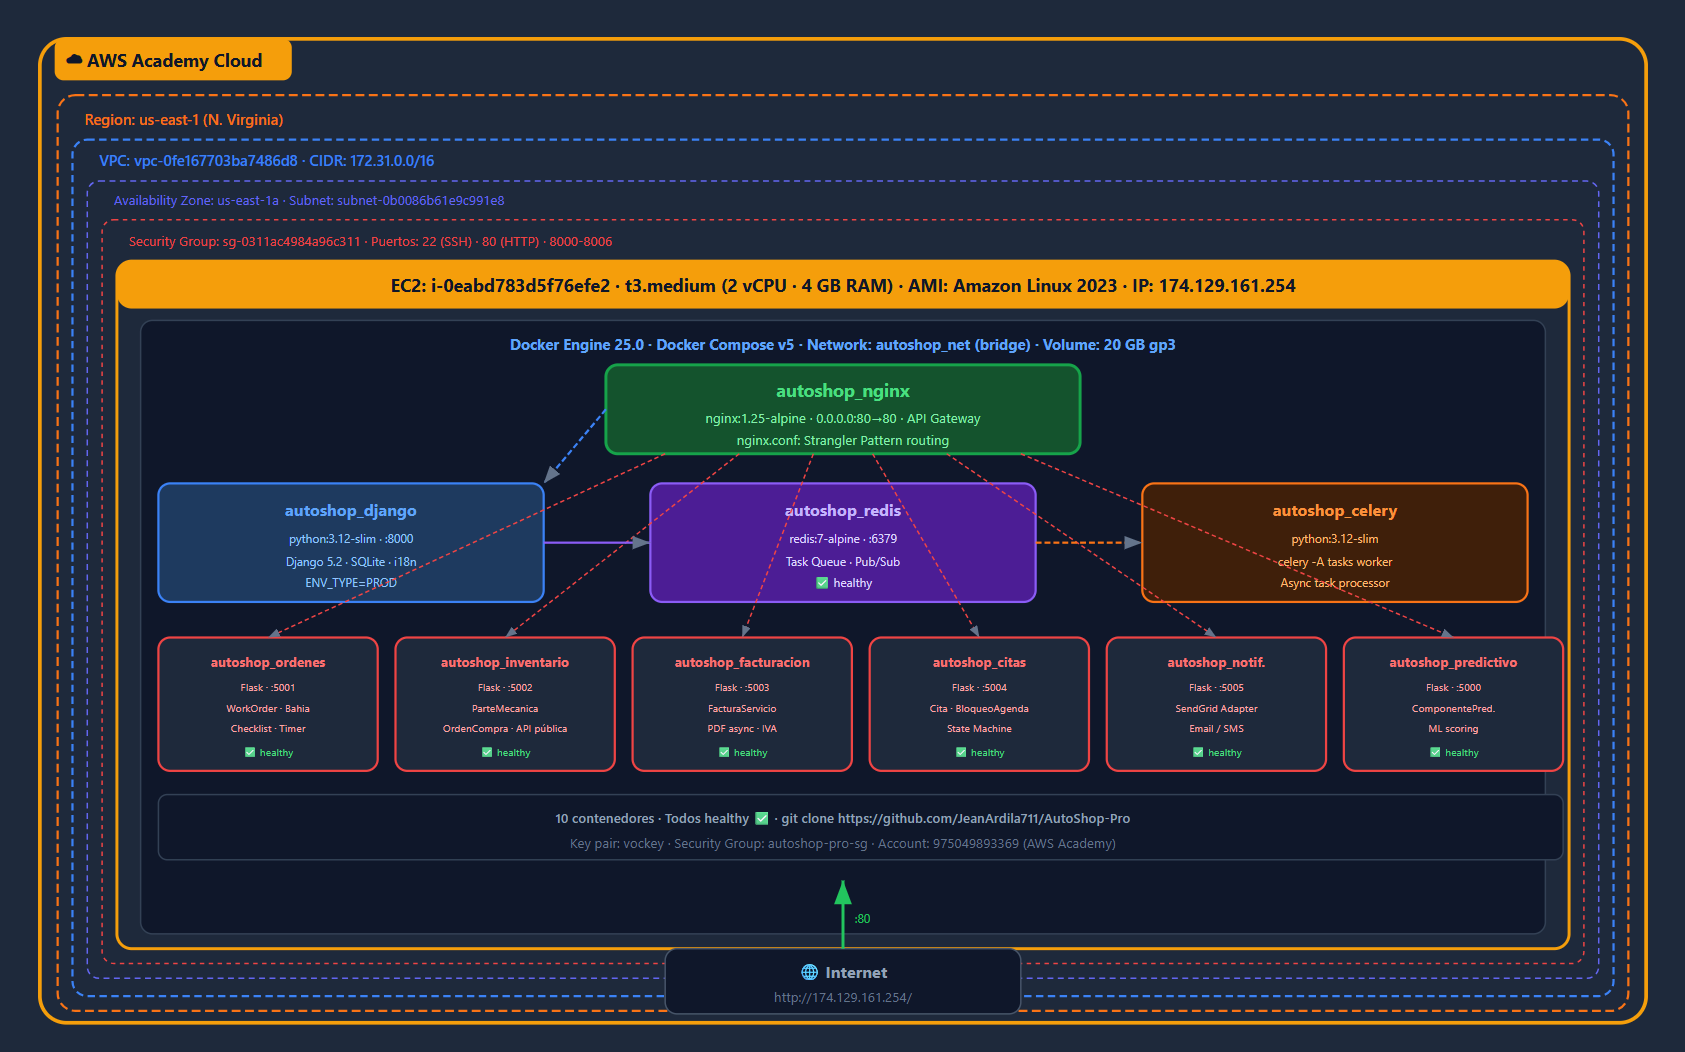 AWS Academy Cloud
Region: us-east-1 (N. Virginia)
VPC: vpc-0fe167703ba7486d8 · CIDR: 172.31.0.0/16
Availability Zone: us-east-1a · Subnet: subnet-0b0086b61e9c991e8
Security Group: sg-0311ac4984a96c311 · Puertos: 22 (SSH) · 80 (HTTP) · 8000-8006
EC2: i-0eabd783d5f76efe2 · t3.medium (2 vCPU · 4 GB RAM) · AMI: Amazon Linux 2023 · IP: 174.129.161.254
Docker Engine 25.0 · Docker Compose v5 · Network: autoshop_net (bridge) · Volume: 20 GB gp3
autoshop_nginx
nginx:1.25-alpine · 0.0.0.0:80→80 · API Gateway
nginx.conf: Strangler Pattern routing
autoshop_django
python:3.12-slim · :8000
Django 5.2 · SQLite · i18n
ENV_TYPE=PROD
autoshop_redis
redis:7-alpine · :6379
Task Queue · Pub/Sub
✅ healthy
autoshop_celery
python:3.12-slim
celery -A tasks worker
Async task processor
autoshop_ordenes
Flask · :5001
WorkOrder · Bahia
Checklist · Timer
✅ healthy
autoshop_inventario
Flask · :5002
ParteMecanica
OrdenCompra · API pública
✅ healthy
autoshop_facturacion
Flask · :5003
FacturaServicio
PDF async · IVA
✅ healthy
autoshop_citas
Flask · :5004
Cita · BloqueoAgenda
State Machine
✅ healthy
autoshop_notif.
Flask · :5005
SendGrid Adapter
Email / SMS
✅ healthy
autoshop_predictivo
Flask · :5000
ComponentePred.
ML scoring
✅ healthy
10 contenedores · Todos healthy ✅ · git clone https://github.com/JeanArdila711/AutoShop-Pro
Key pair: vockey · Security Group: autoshop-pro-sg · Account: 975049893369 (AWS Academy)
:80
Internet
http://174.129.161.254/